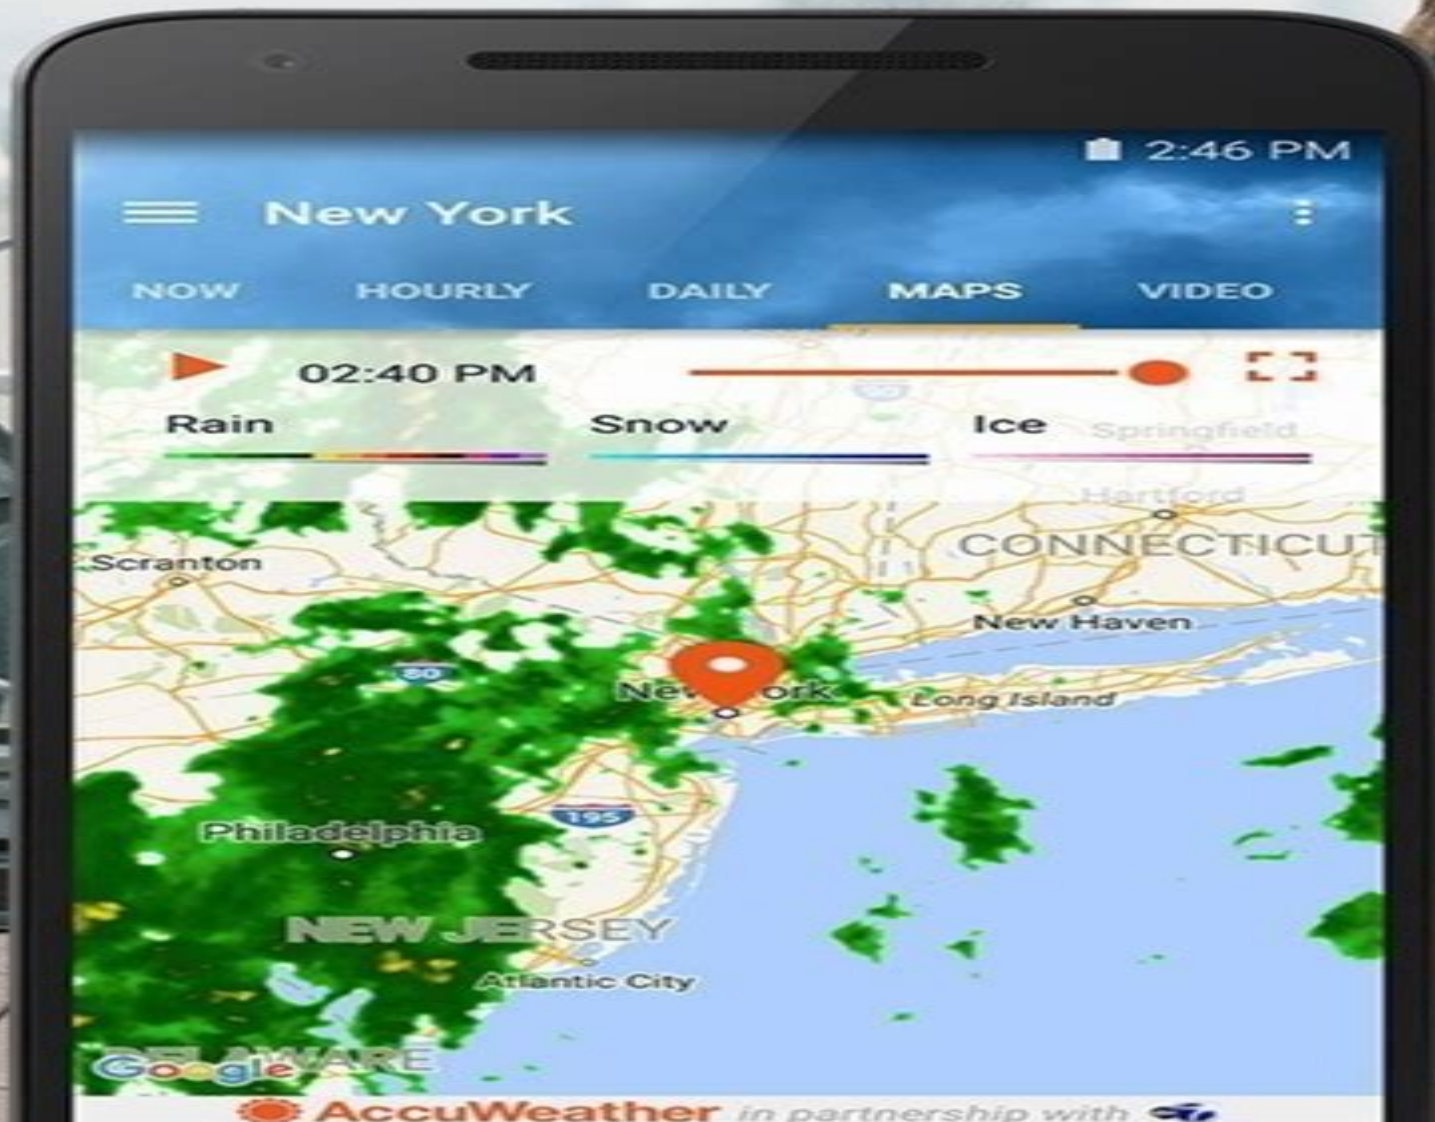 2:46 PM
New York
NOW HOURLY DAILY MAPS VIDEO
02:40 PM
Rain Snow Ice
Springfield
Hartford
CONNECTICUT
Scranton
New Haven
80
New York
Long Island
195
Philadelphia
NEW JERSEY
Atlantic City
DELAWARE
Google
AccuWeather in partnership with